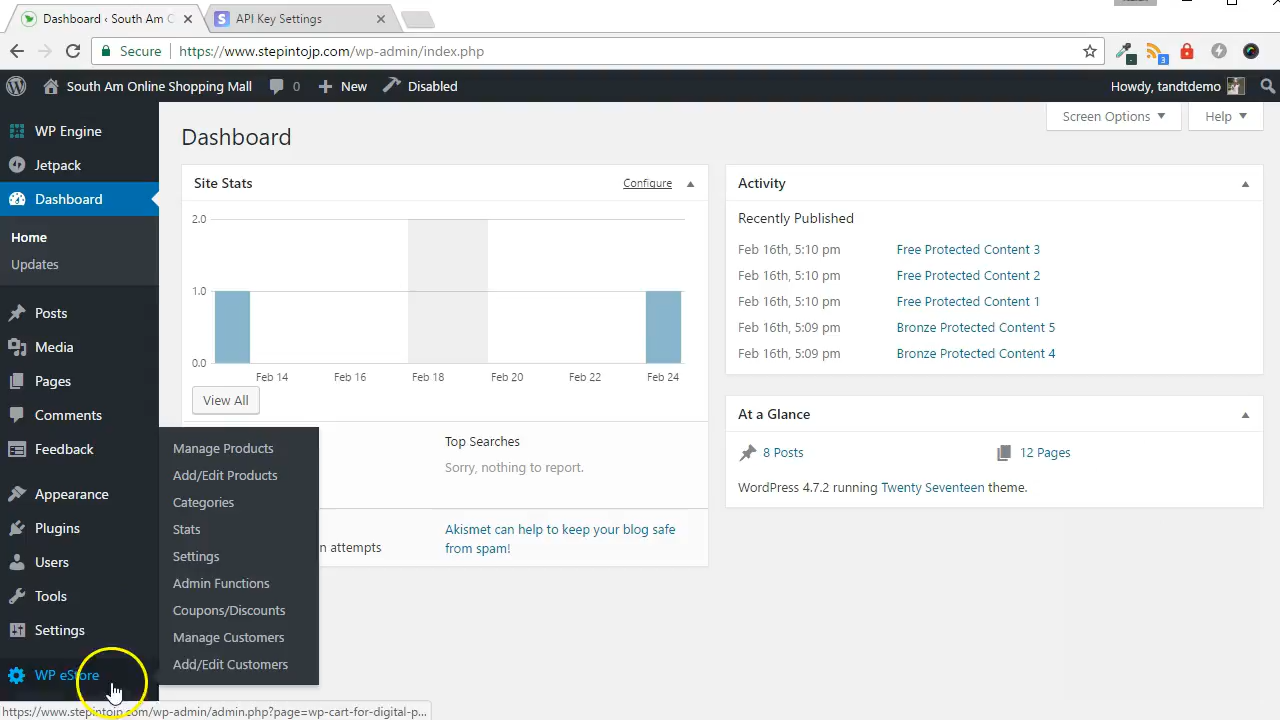 Dashboard ‹ South Am C
API Key Settings
Secure https://www.stepintojp.com/wp-admin/index.php
3
South Am Online Shopping Mall 0 New Disabled
Howdy, tandtdemo
WP Engine
Jetpack
Dashboard
Home
Updates
Posts
Media
Pages
Comments
Feedback
Appearance
Plugins
Users
Tools
Settings
WP eStore
Manage Products
Add/Edit Products
Categories
Stats
Settings
Admin Functions
Coupons/Discounts
Manage Customers
Add/Edit Customers
Screen Options
Help
Dashboard
Site Stats
Configure
2.0
1.0
0.0
Feb 14 Feb 16 Feb 18 Feb 20 Feb 22 Feb 24
View All
Top Searches
Sorry, nothing to report.
n attempts
Akismet can help to keep your blog safe
from spam!
Activity
Recently Published
Feb 16th, 5:10 pm Free Protected Content 3
Feb 16th, 5:10 pm Free Protected Content 2
Feb 16th, 5:10 pm Free Protected Content 1
Feb 16th, 5:09 pm Bronze Protected Content 5
Feb 16th, 5:09 pm Bronze Protected Content 4
At a Glance
8 Posts 12 Pages
WordPress 4.7.2 running Twenty Seventeen theme.
https://www.stepintojp.com/wp-admin/admin.php?page=wp-cart-for-digital-p...